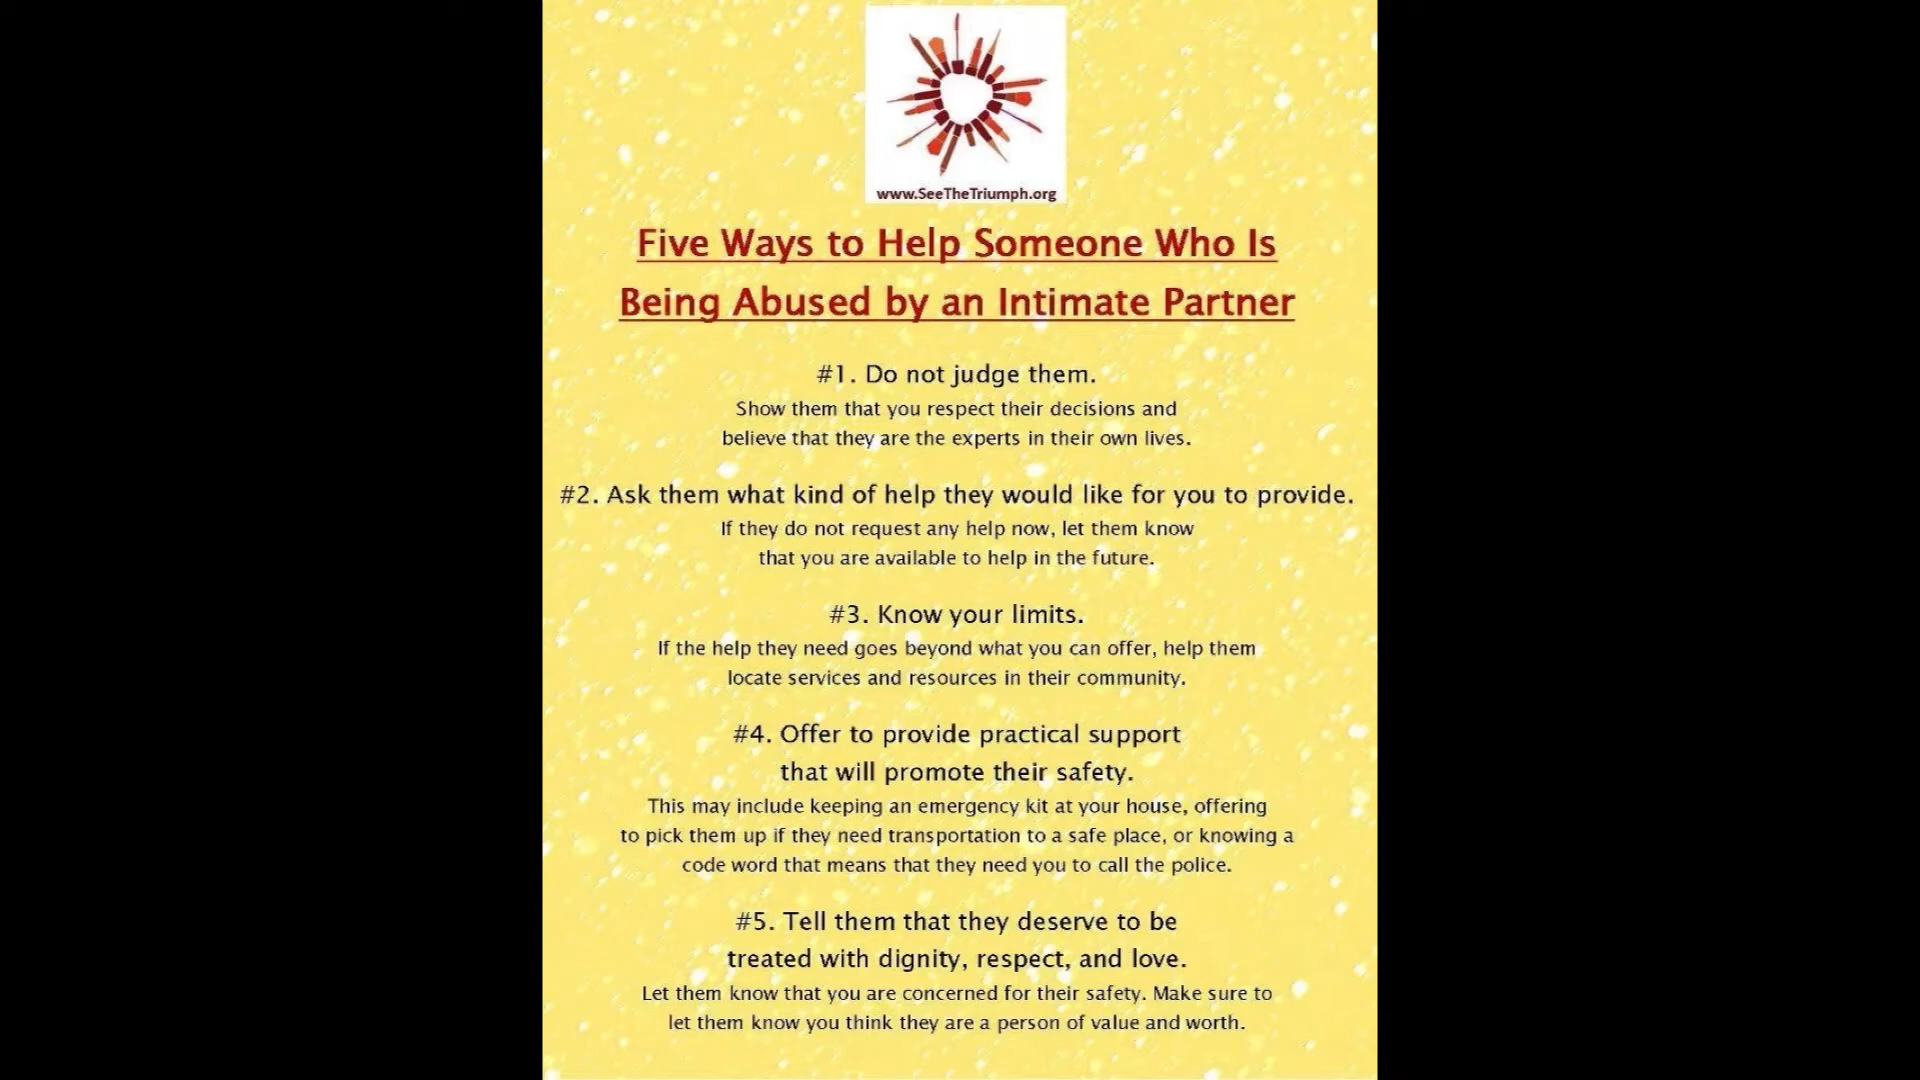 www.SeeTheTriumph.org
Five Ways to Help Someone Who Is
Being Abused by an Intimate Partner
#1. Do not judge them.
Show them that you respect their decisions and
believe that they are the experts in their own lives.
#2. Ask them what kind of help they would like for you to provide.
If they do not request any help now, let them know
that you are available to help in the future.
#3. Know your limits.
If the help they need goes beyond what you can offer, help them
locate services and resources in their community.
#4. Offer to provide practical support
that will promote their safety.
This may include keeping an emergency kit at your house, offering
to pick them up if they need transportation to a safe place, or knowing a
code word that means that they need you to call the police.
#5. Tell them that they deserve to be
treated with dignity, respect, and love.
Let them know that you are concerned for their safety. Make sure to
let them know you think they are a person of value and worth.